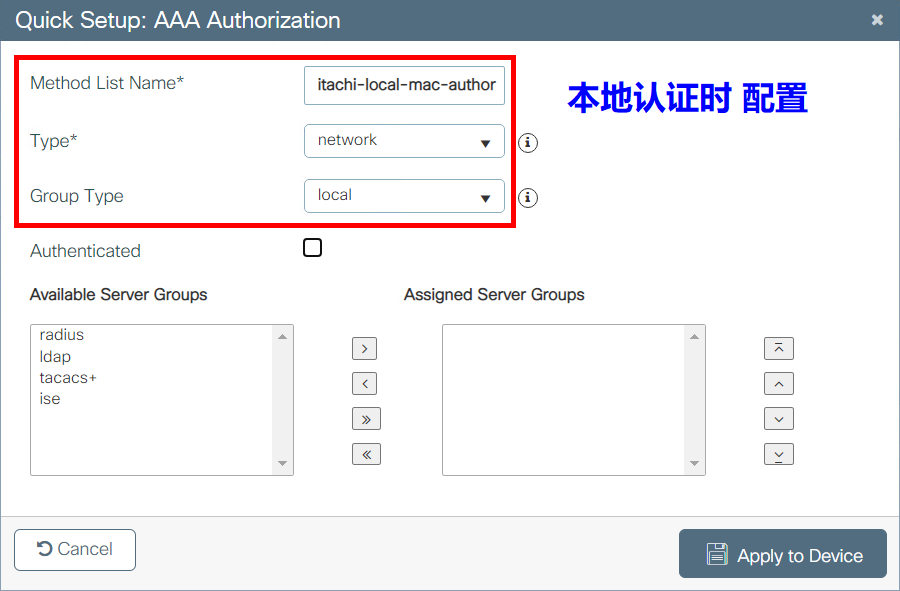 Quick Setup: AAA Authorization
Method List Name*
itachi-local-mac-author
本地认证时 配置
Type*
network
Group Type
local
Authenticated
Available Server Groups
Assigned Server Groups
radius
ldap
tacacs+
ise
Cancel
Apply to Device